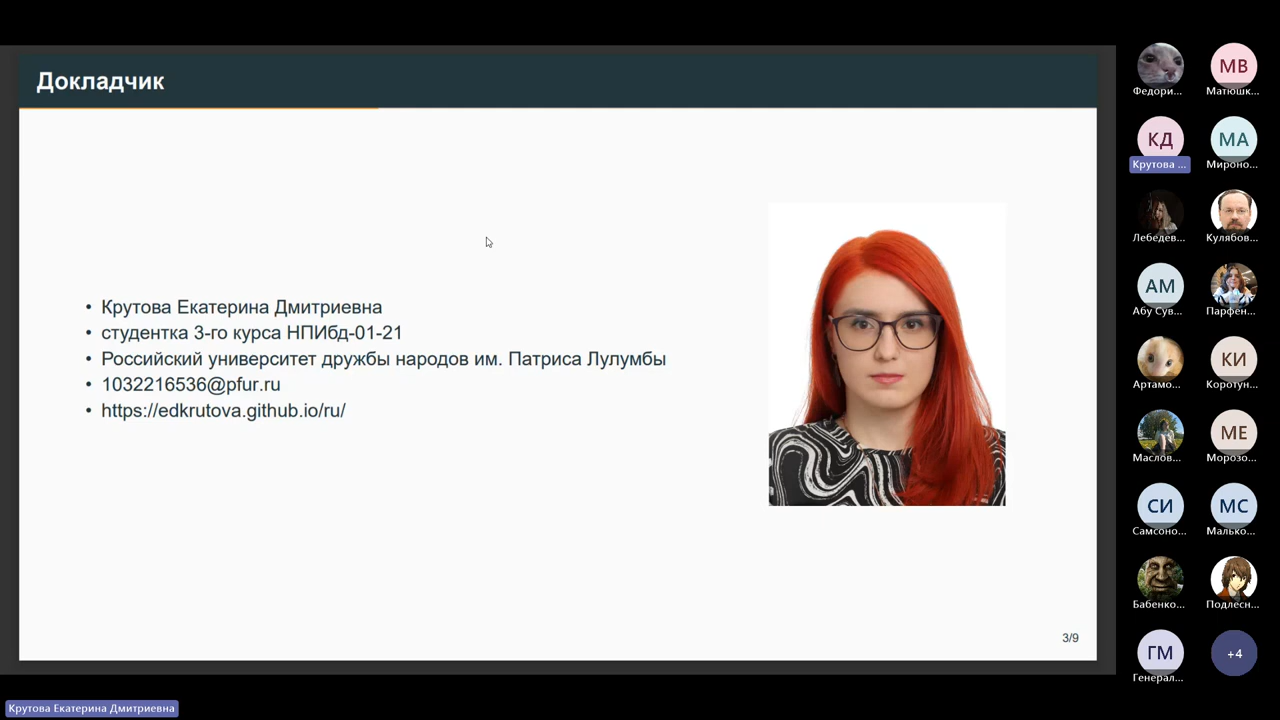 Докладчик
• Крутова Екатерина Дмитриевна
• студентка 3-го курса НПИбд-01-21
• Российский университет дружбы народов им. Патриса Лулумбы
• 1032216536@pfur.ru
• https://edkrutova.github.io/ru/
3/9
Крутова Екатерина Дмитриевна
Федори...
МВ
Матюшк...
КД
Крутова ...
МА
Мироно...
Лебедев...
Кулябов...
АМ
Абу Сув...
Парфен...
Артамо...
КИ
Коротун...
Маслов...
МЕ
Морозо...
СИ
Самсоно...
МС
Малько...
Бабенко...
Подлесн...
ГМ
Генерал...
+4